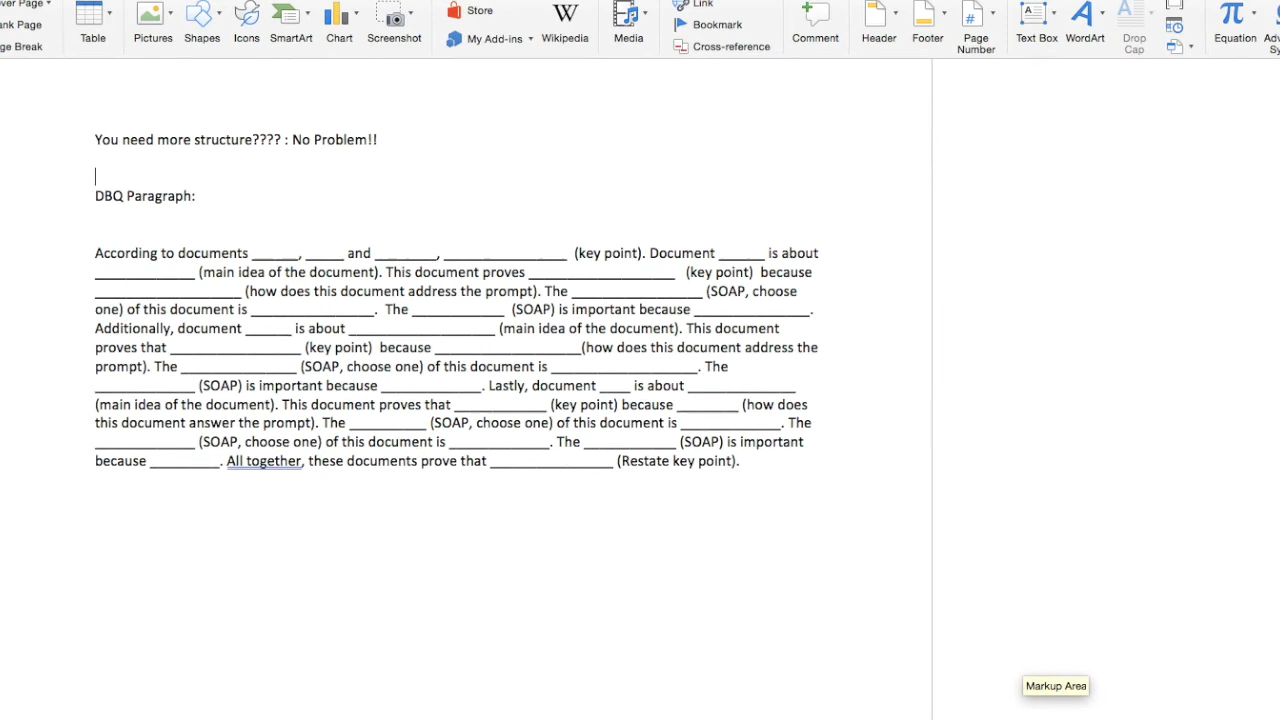 over Page
ank Page
ge Break
Table
Pictures
Shapes
Icons
SmartArt
Chart
Screenshot
Store
My Add-ins
W
Wikipedia
Media
Link
Bookmark
Cross-reference
Comment
Header
Footer
#
Page
Number
A
Text Box
A
WordArt
A
Drop
Cap
π
Equation
Adv
Sy
You need more structure???? : No Problem!!
DBQ Paragraph:
According to documents ______, _____ and ________, ________________ (key point). Document ______ is about
_____________ (main idea of the document). This document proves ___________________ (key point) because
___________________ (how does this document address the prompt). The _________________ (SOAP, choose
one) of this document is ________________. The ____________ (SOAP) is important because _______________.
Additionally, document ______ is about ___________________ (main idea of the document). This document
proves that _________________ (key point) because ___________________(how does this document address the
prompt). The _______________ (SOAP, choose one) of this document is ___________________. The
_____________ (SOAP) is important because _____________. Lastly, document ____ is about ______________
(main idea of the document). This document proves that ____________ (key point) because ________ (how does
this document answer the prompt). The __________ (SOAP, choose one) of this document is _____________. The
_____________ (SOAP, choose one) of this document is _____________. The ____________ (SOAP) is important
because _________. All together, these documents prove that ________________ (Restate key point).
Markup Area